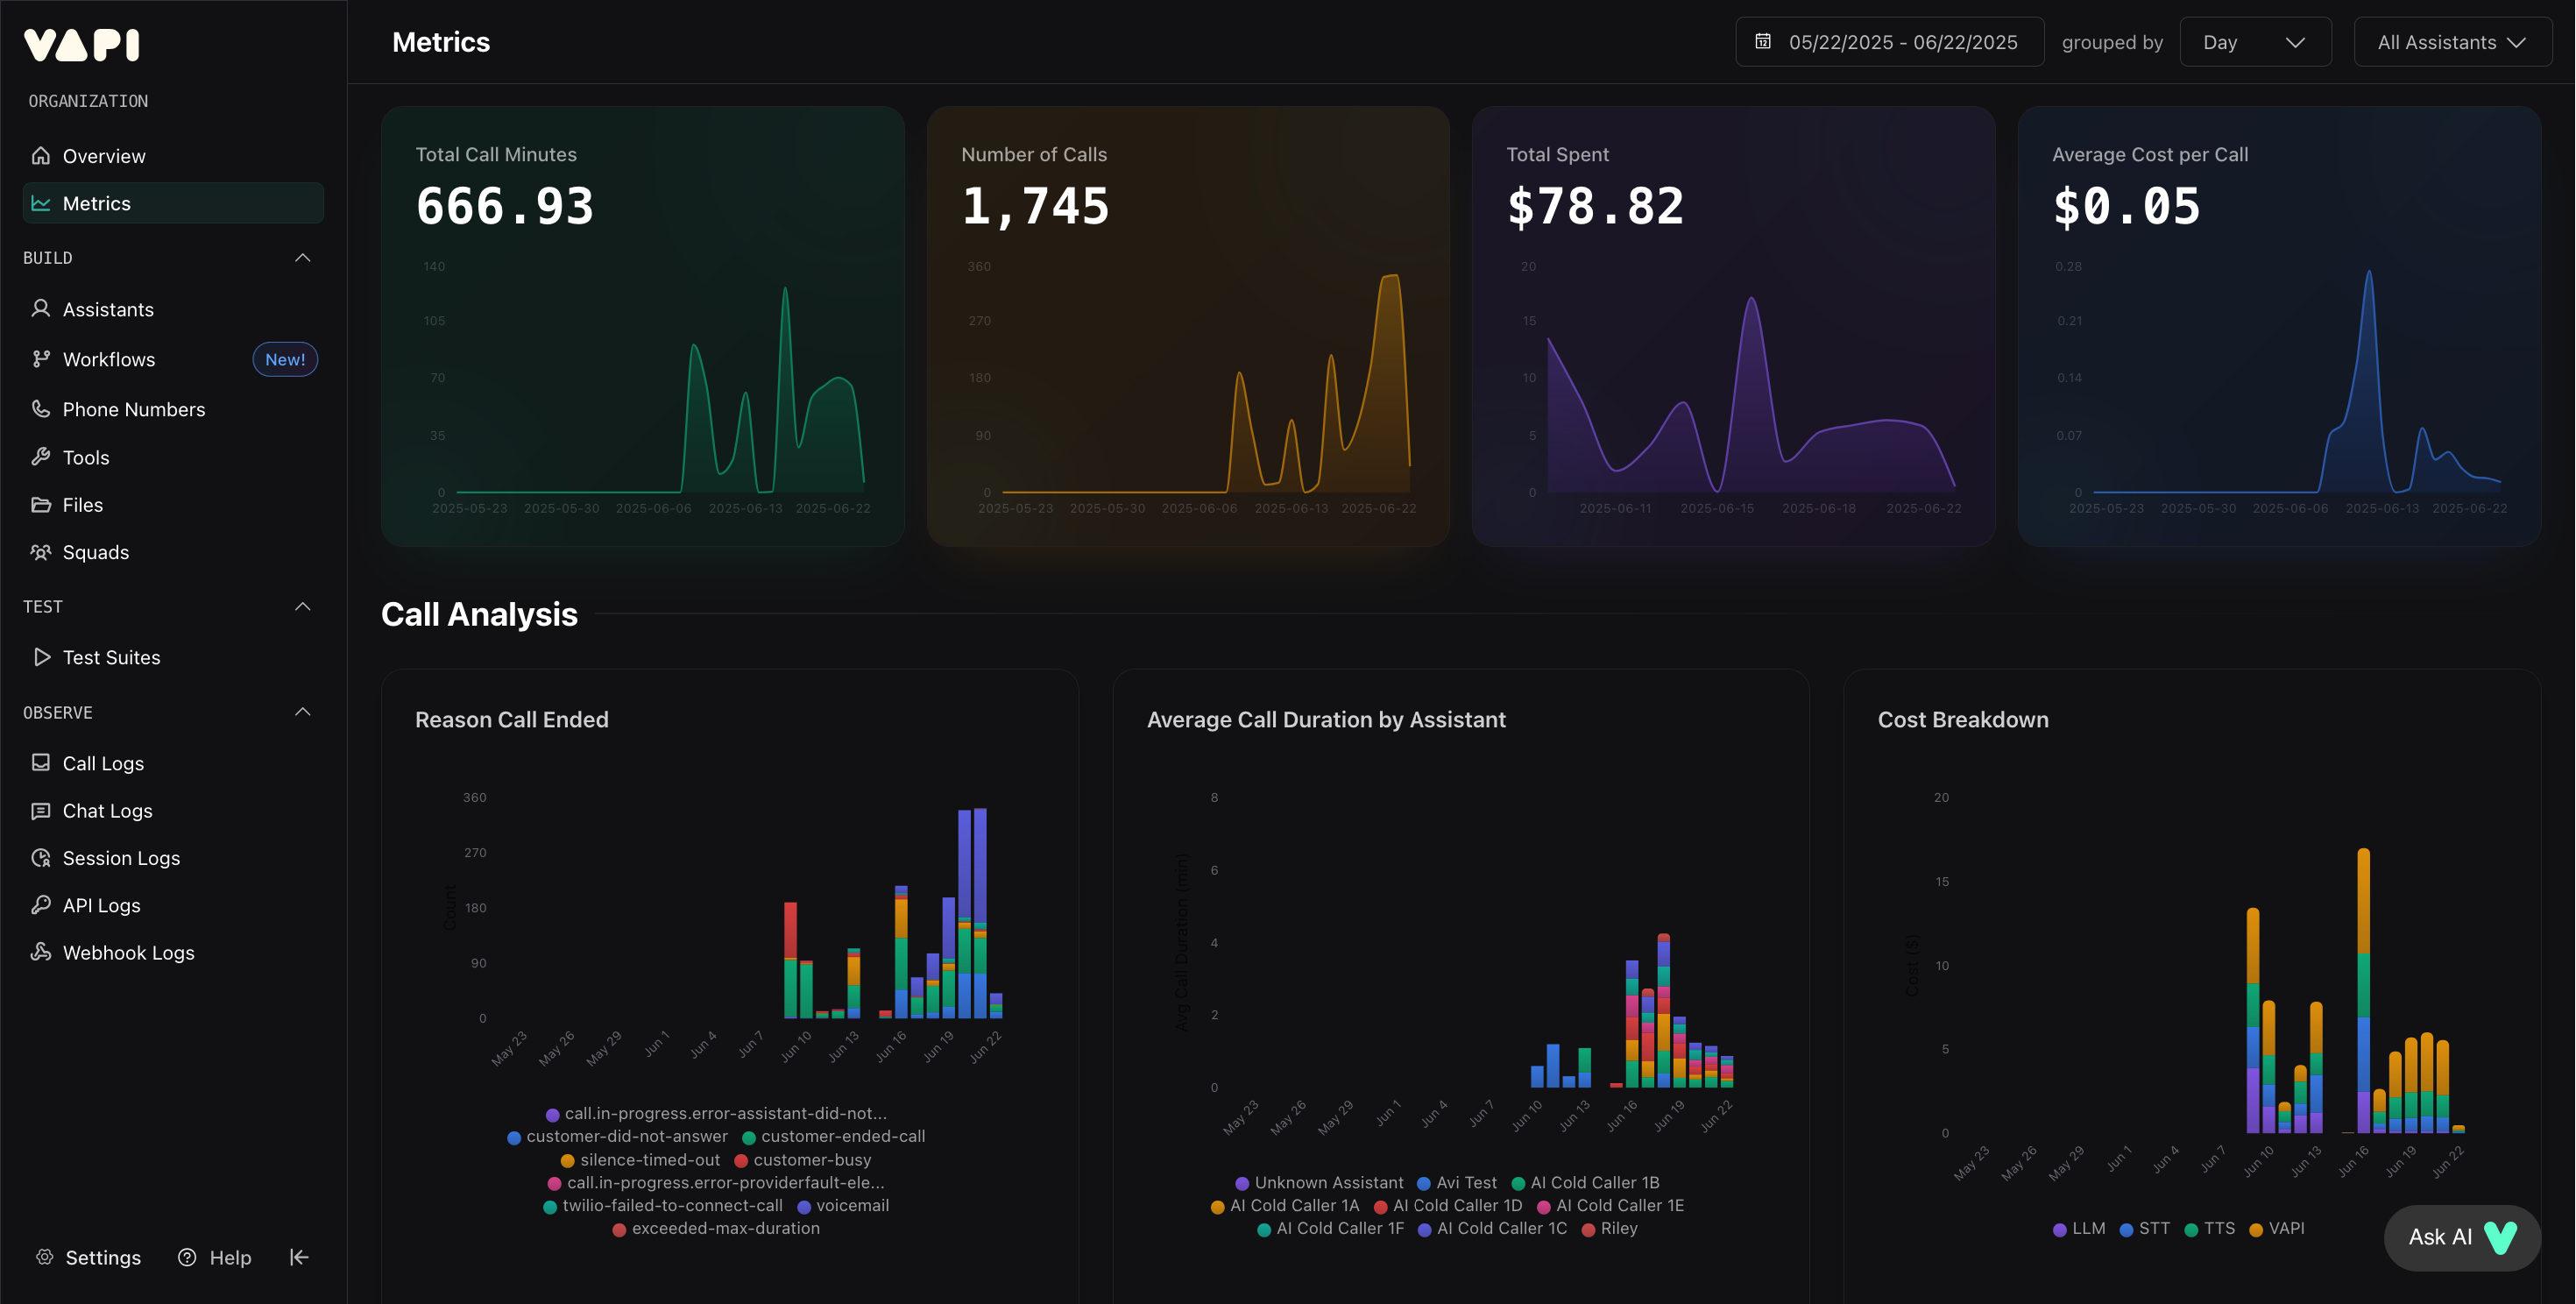 VAPI
ORGANIZATION
Overview
Metrics
BUILD
Assistants
Workflows New!
Phone Numbers
Tools
Files
Squads
TEST
Test Suites
OBSERVE
Call Logs
Chat Logs
Session Logs
API Logs
Webhook Logs
Settings Help
Metrics
12 05/22/2025 - 06/22/2025 grouped by Day All Assistants
Total Call Minutes
666.93
140
105
70
35
0
2025-05-23 2025-05-30 2025-06-06 2025-06-13 2025-06-22
Number of Calls
1,745
360
270
180
90
0
2025-05-23 2025-05-30 2025-06-06 2025-06-13 2025-06-22
Total Spent
$78.82
20
15
10
5
0
2025-06-11 2025-06-15 2025-06-18 2025-06-22
Average Cost per Call
$0.05
0.28
0.21
0.14
0.07
0
2025-05-23 2025-05-30 2025-06-06 2025-06-13 2025-06-22
Call Analysis
Reason Call Ended
360
270
180
90
0
Count
May 23 May 26 May 29 Jun 1 Jun 4 Jun 7 Jun 10 Jun 13 Jun 16 Jun 19 Jun 22
call.in-progress.error-assistant-did-not...
customer-did-not-answer customer-ended-call
silence-timed-out customer-busy
call.in-progress.error-providerfault-ele...
twilio-failed-to-connect-call voicemail
exceeded-max-duration
Average Call Duration by Assistant
8
6
4
2
0
Avg Call Duration (min)
May 23 May 26 May 29 Jun 1 Jun 4 Jun 7 Jun 10 Jun 13 Jun 16 Jun 19 Jun 22
Unknown Assistant Avi Test AI Cold Caller 1B
AI Cold Caller 1A AI Cold Caller 1D AI Cold Caller 1E
AI Cold Caller 1F AI Cold Caller 1C Riley
Cost Breakdown
20
15
10
5
0
Cost ($)
May 23 May 26 May 29 Jun 1 Jun 4 Jun 7 Jun 10 Jun 13 Jun 16 Jun 19 Jun 22
LLM STT TTS VAPI
Ask AI